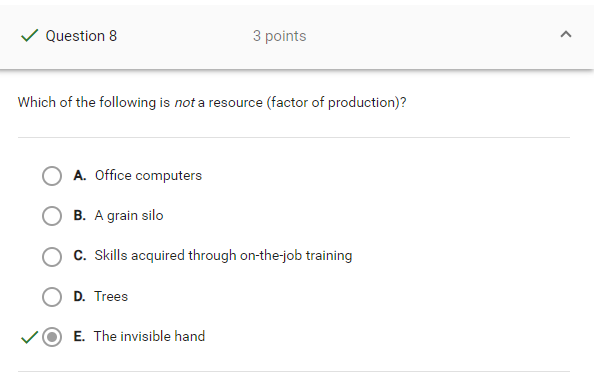 Question 8 3 points
Which of the following is not a resource (factor of production)?
A. Office computers
B. A grain silo
C. Skills acquired through on-the-job training
D. Trees
E. The invisible hand